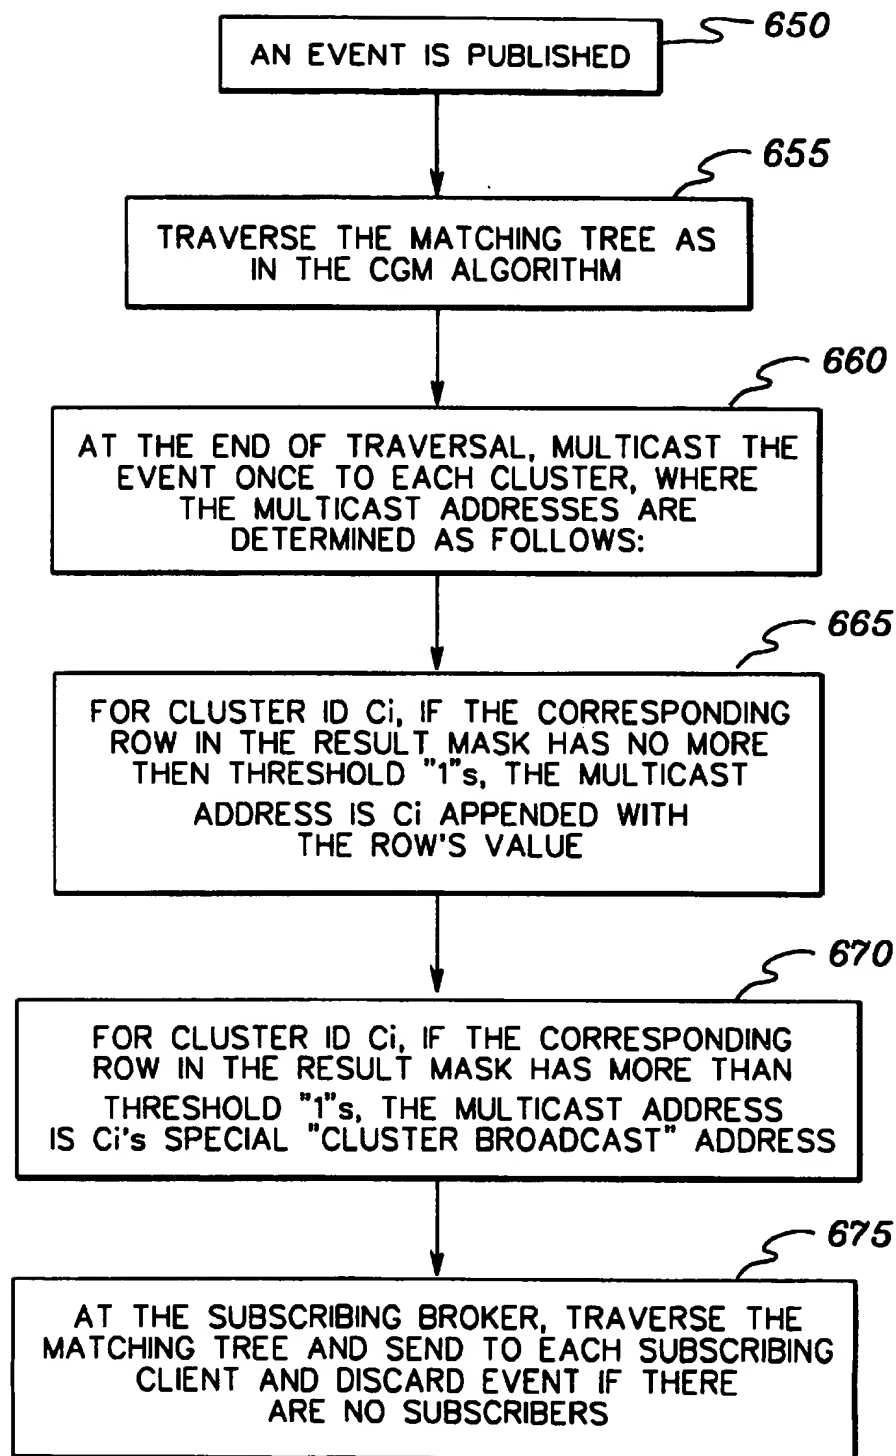 650
AN EVENT IS PUBLISHED
655
TRAVERSE THE MATCHING TREE AS
IN THE CGM ALGORITHM
660
AT THE END OF TRAVERSAL, MULTICAST THE
EVENT ONCE TO EACH CLUSTER, WHERE
THE MULTICAST ADDRESSES ARE
DETERMINED AS FOLLOWS:
665
FOR CLUSTER ID Ci, IF THE CORRESPONDING
ROW IN THE RESULT MASK HAS NO MORE
THEN THRESHOLD "1"s, THE MULTICAST
ADDRESS IS Ci APPENDED WITH
THE ROW'S VALUE
670
FOR CLUSTER ID Ci, IF THE CORRESPONDING
ROW IN THE RESULT MASK HAS MORE THAN
THRESHOLD "1"s, THE MULTICAST ADDRESS
IS Ci's SPECIAL "CLUSTER BROADCAST" ADDRESS
675
AT THE SUBSCRIBING BROKER, TRAVERSE THE
MATCHING TREE AND SEND TO EACH SUBSCRIBING
CLIENT AND DISCARD EVENT IF THERE
ARE NO SUBSCRIBERS